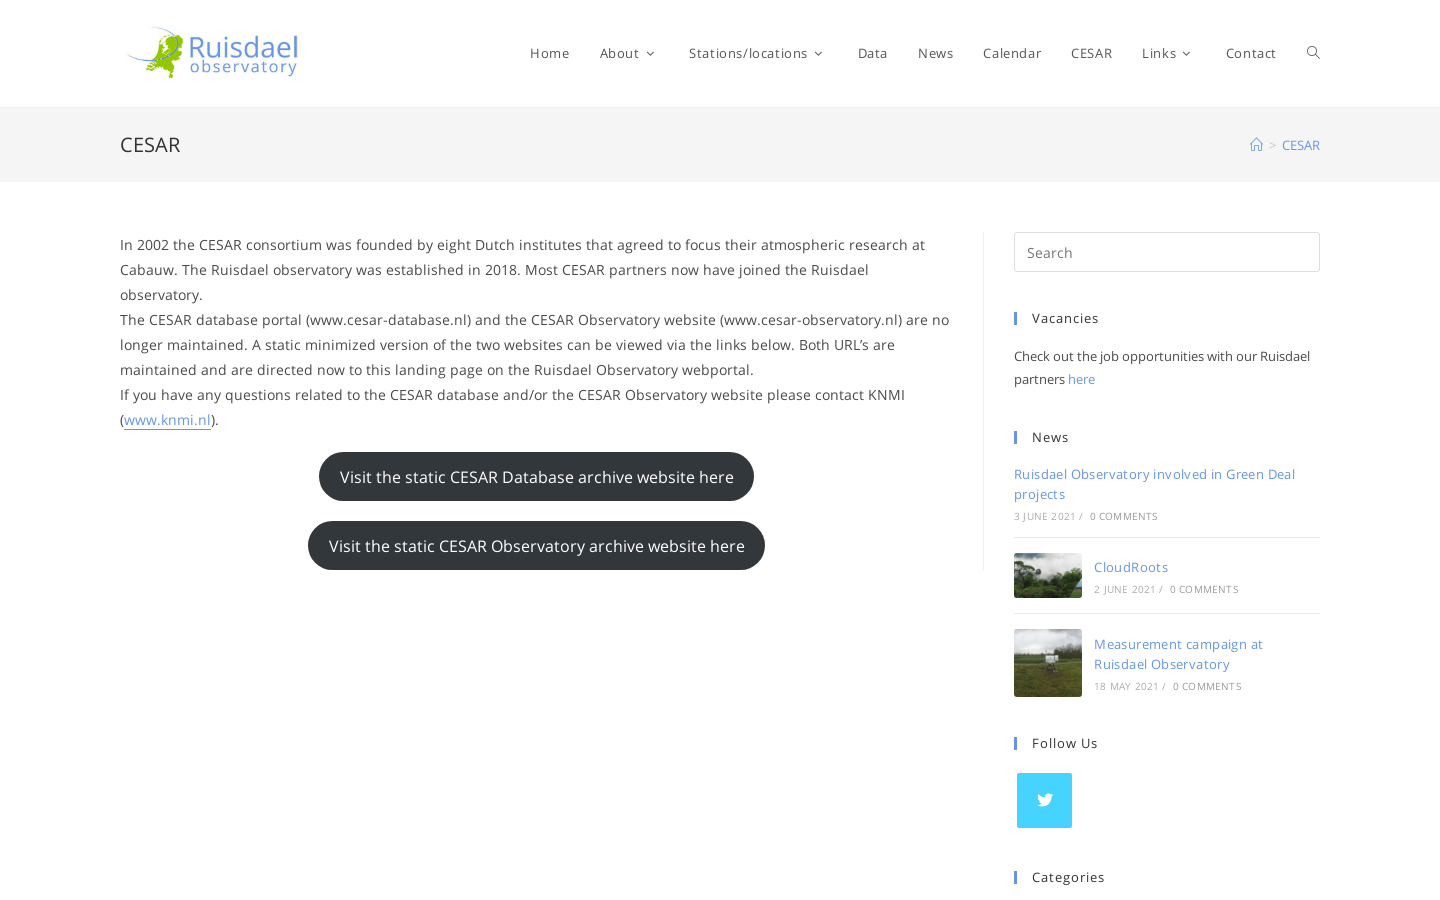 Ruisdael
observatory
Home About Stations/locations Data News Calendar CESAR Links Contact
CESAR
> CESAR
In 2002 the CESAR consortium was founded by eight Dutch institutes that agreed to focus their atmospheric research at
Cabauw. The Ruisdael observatory was established in 2018. Most CESAR partners now have joined the Ruisdael
observatory.
The CESAR database portal (www.cesar-database.nl) and the CESAR Observatory website (www.cesar-observatory.nl) are no
longer maintained. A static minimized version of the two websites can be viewed via the links below. Both URL’s are
maintained and are directed now to this landing page on the Ruisdael Observatory webportal.
If you have any questions related to the CESAR database and/or the CESAR Observatory website please contact KNMI
(www.knmi.nl).
Visit the static CESAR Database archive website here
Visit the static CESAR Observatory archive website here
Search
Vacancies
Check out the job opportunities with our Ruisdael
partners here
News
Ruisdael Observatory involved in Green Deal
projects
3 JUNE 2021 / 0 COMMENTS
CloudRoots
2 JUNE 2021 / 0 COMMENTS
Measurement campaign at
Ruisdael Observatory
18 MAY 2021 / 0 COMMENTS
Follow Us
Categories